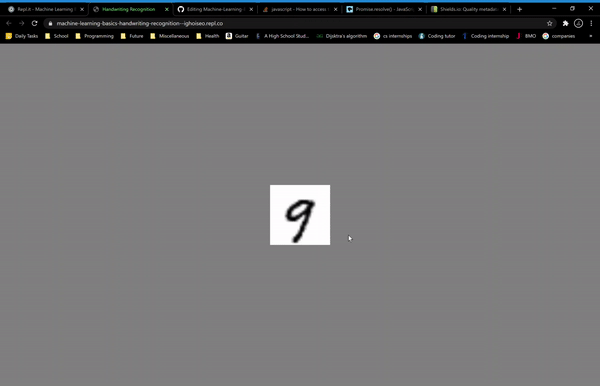 Repl.it - Machine Learning
Handwriting Recognition
Editing Machine-Learning -
javascript - How to access
Promise.resolve() - JavaScr
Shields.io: Quality metadat
machine-learning-basics-handwriting-recognition--ighoiseo.repl.co
Daily Tasks
School
Programming
Future
Miscellaneous
Health
Guitar
A High School Stud...
Dijsktra's algorithm
cs internships
Coding tutor
Coding internship
BMO
companses
9